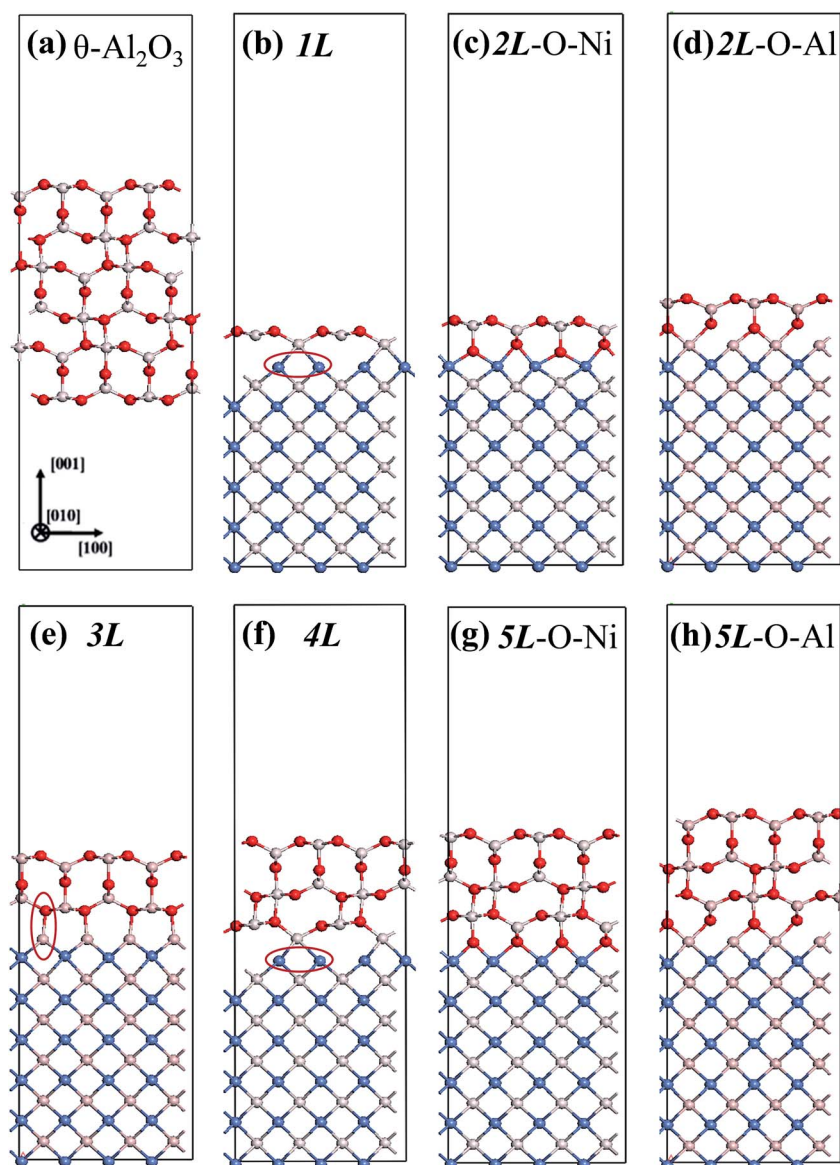 (a) θ-Al₂O₃
(b) 1L
(c) 2L-O-Ni
(d) 2L-O-Al
[001]
[010]
[100]
(e) 3L
(f) 4L
(g) 5L-O-Ni
(h) 5L-O-Al